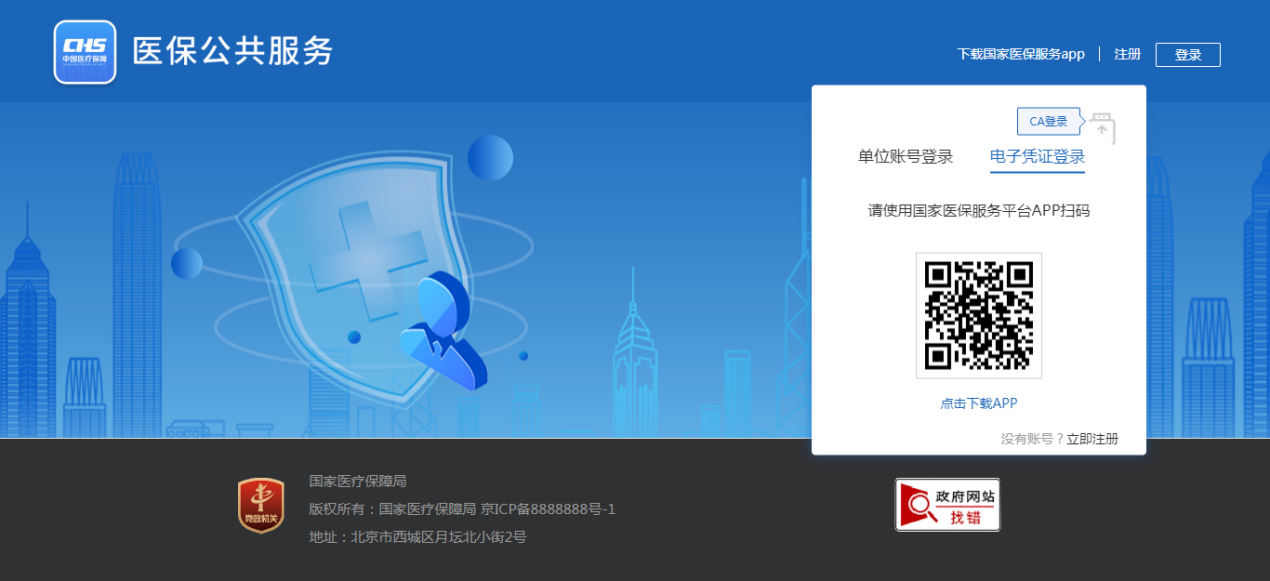 CHS
中国医疗保障
医保公共服务
下载国家医保服务app
注册
登录
CA登录
单位账号登录
电子凭证登录
请使用国家医保服务平台APP扫码
点击下载APP
没有账号？立即注册
党政机关
国家医疗保障局
版权所有：国家医疗保障局 京ICP备8888888号-1
地址：北京市西城区月坛北小街2号
政府网站
找错